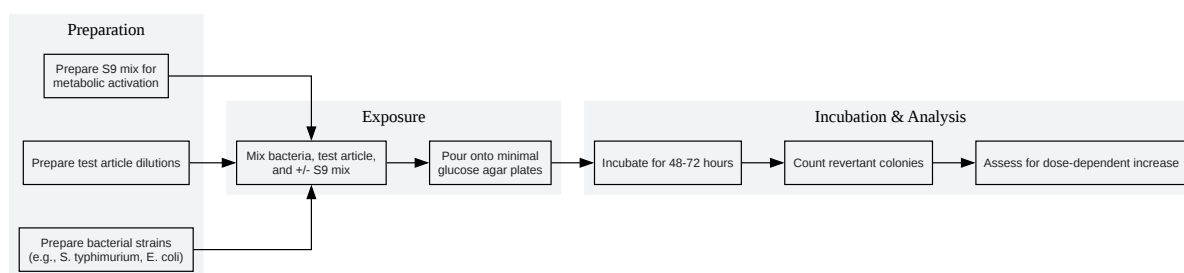 Preparation
Prepare S9 mix for
metabolic activation
Prepare test article dilutions
Prepare bacterial strains
(e.g., S. typhimurium, E. coli)
Exposure
Mix bacteria, test article,
and +/- S9 mix
Pour onto minimal
glucose agar plates
Incubation & Analysis
Incubate for 48-72 hours
Count revertant colonies
Assess for dose-dependent increase